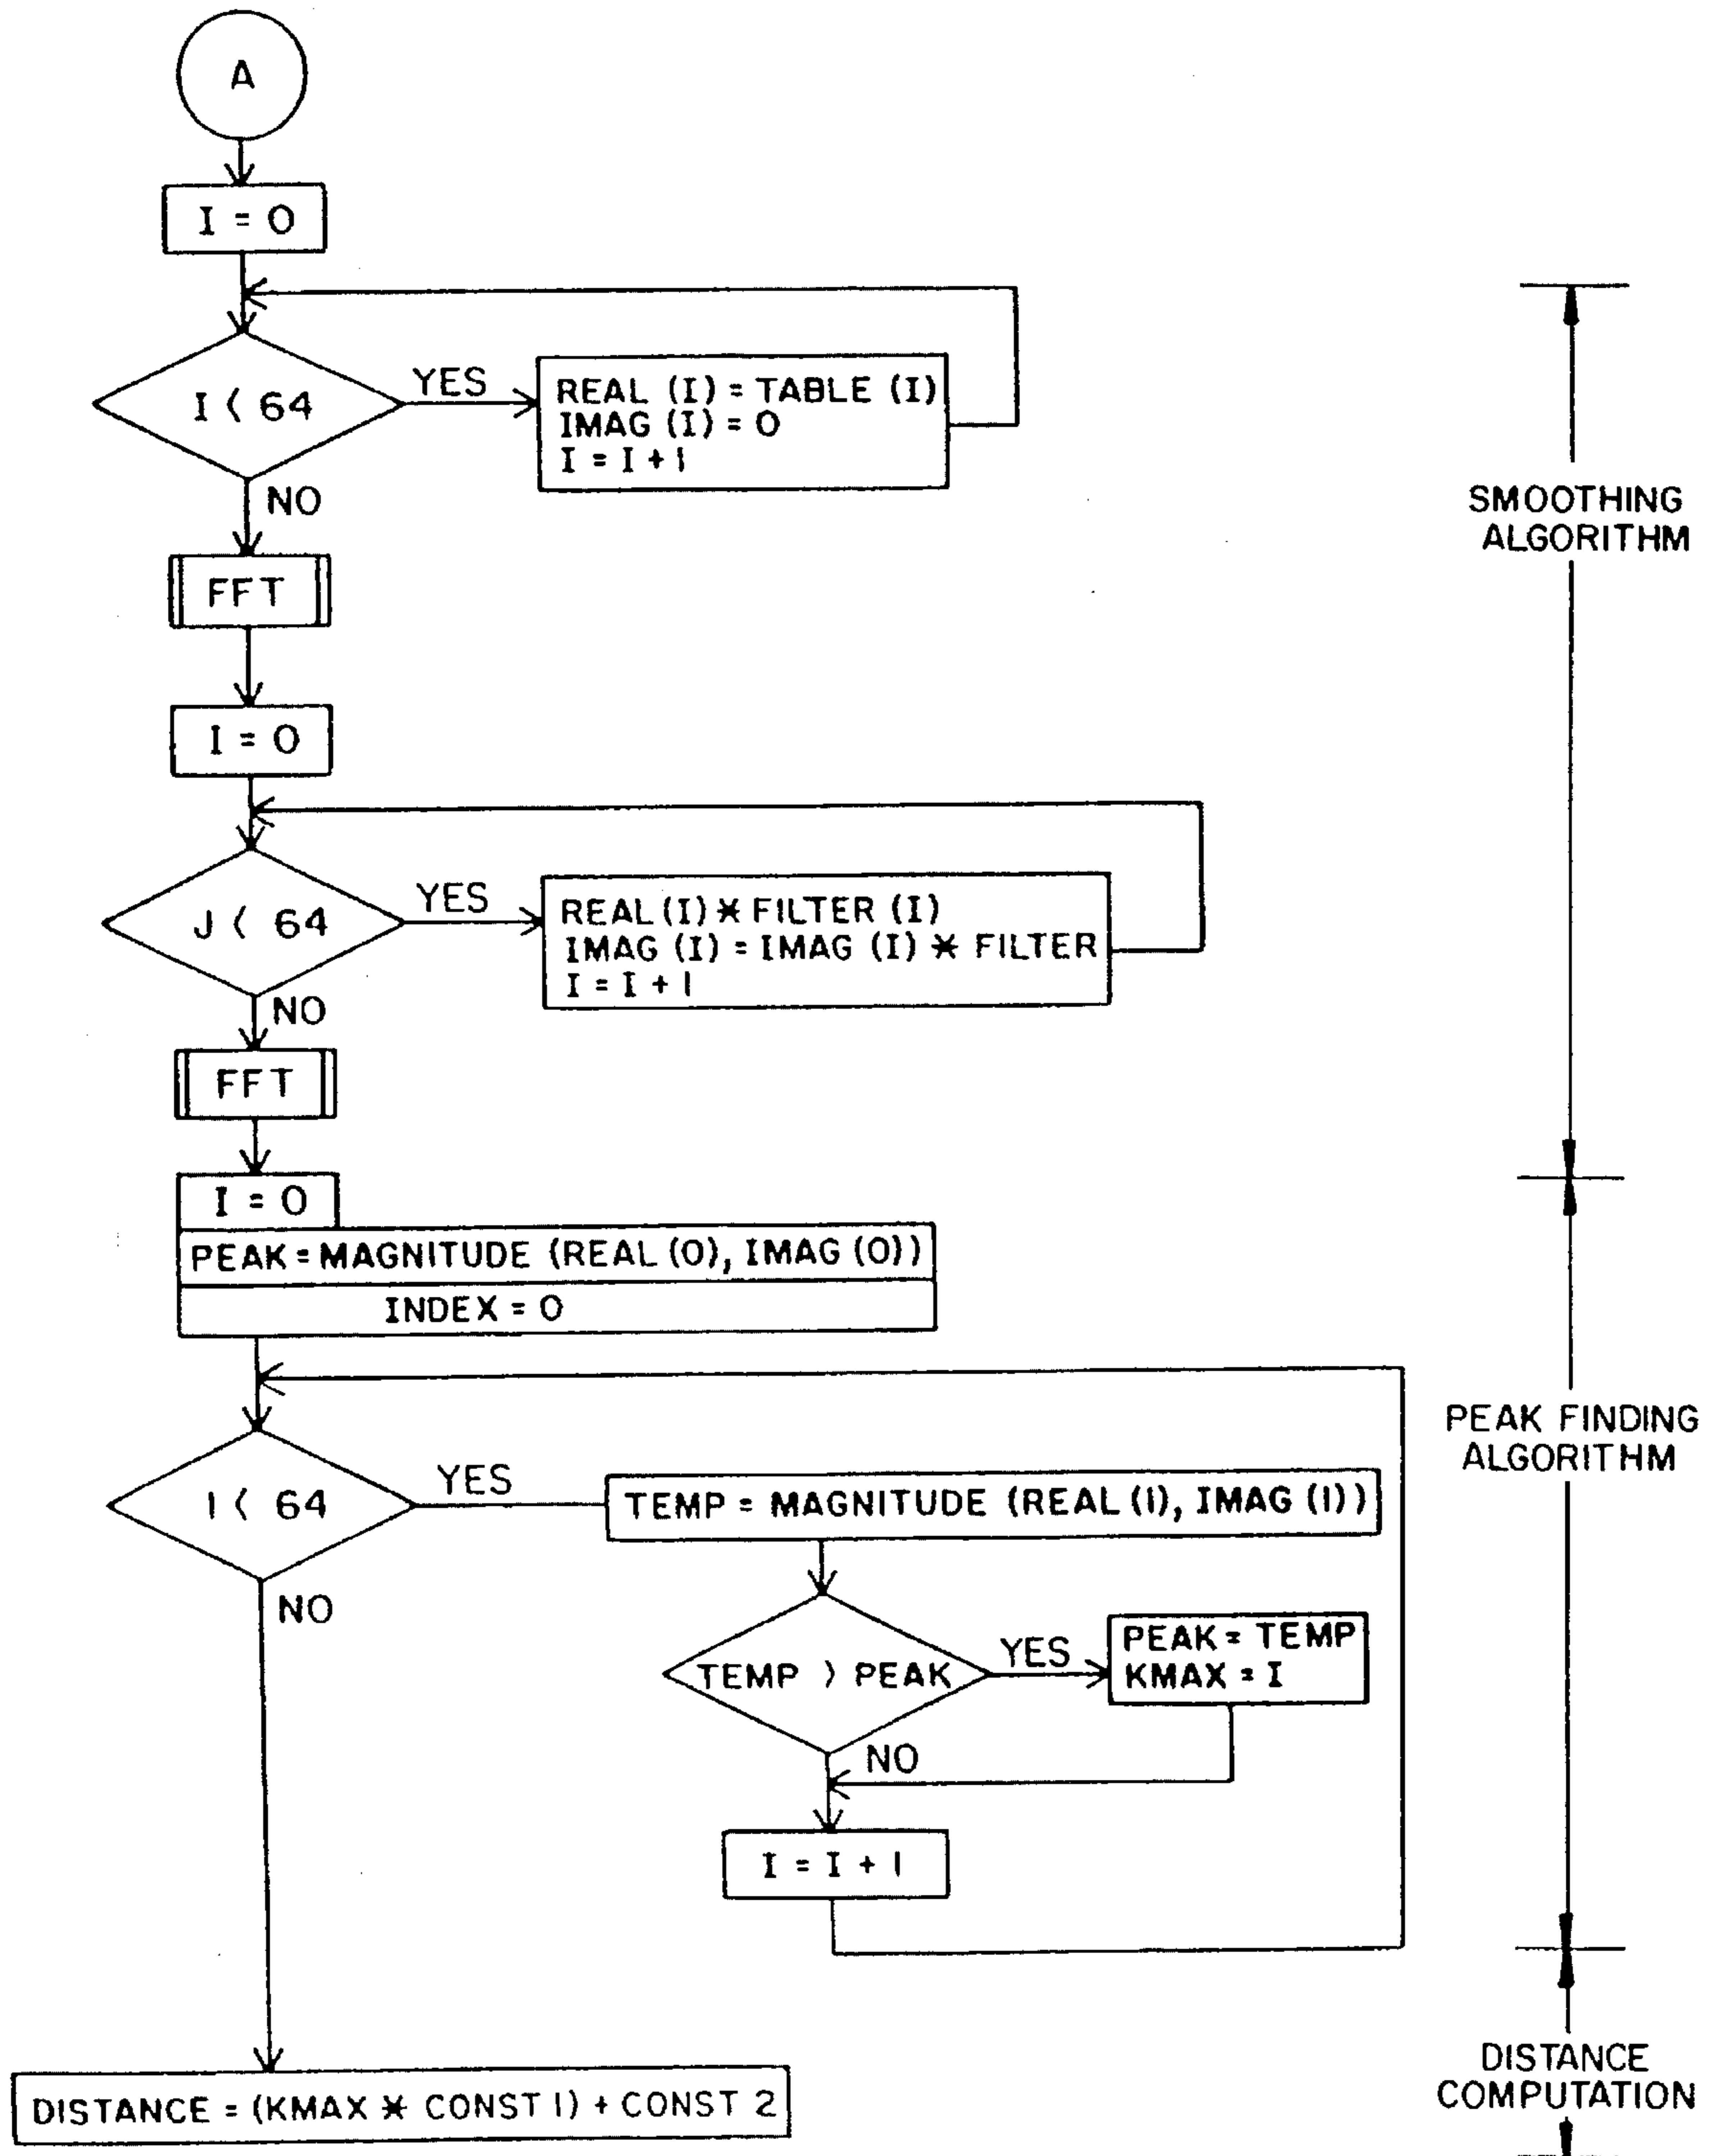 A
I = 0
I < 64
YES
REAL (I) = TABLE (I)
IMAG (I) = 0
I = I + 1
NO
SMOOTHING
ALGORITHM
FFT
I = 0
J < 64
YES
REAL (I) * FILTER (I)
IMAG (I) = IMAG (I) * FILTER
I = I + 1
NO
FFT
I = 0
PEAK = MAGNITUDE (REAL (0), IMAG (0))
INDEX = 0
PEAK FINDING
ALGORITHM
I < 64
YES
TEMP = MAGNITUDE (REAL (I), IMAG (I))
NO
TEMP > PEAK
YES
PEAK = TEMP
KMAX = I
NO
I = I + 1
DISTANCE
COMPUTATION
DISTANCE = (KMAX * CONST 1) + CONST 2